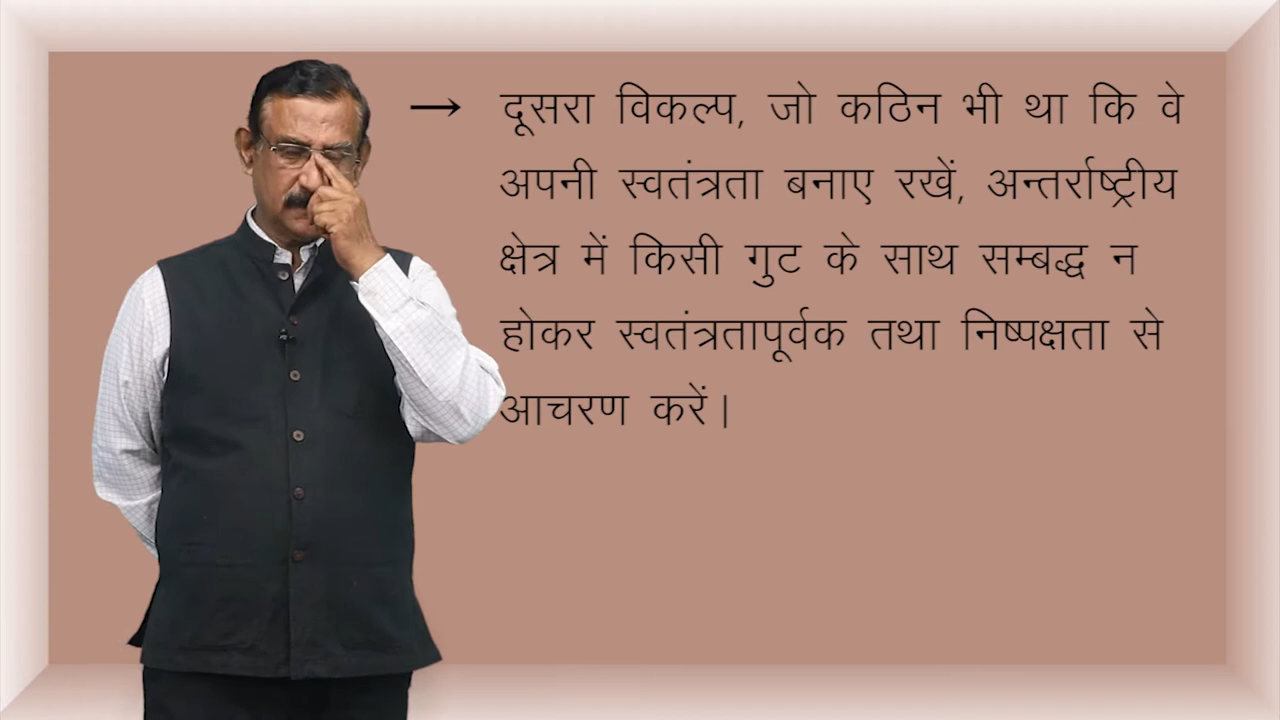 → दूसरा विकल्प, जो कठिन भी था कि वे
अपनी स्वतंत्रता बनाए रखें, अन्तर्राष्ट्रीय
क्षेत्र में किसी गुट के साथ सम्बद्ध न
होकर स्वतंत्रतापूर्वक तथा निष्पक्षता से
आचरण करें।